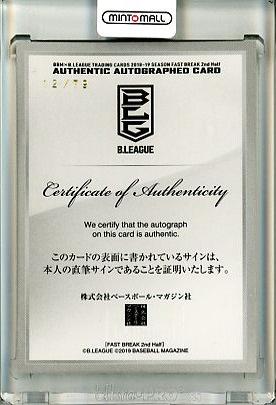 MINTOMALL
BBM×B.LEAGUE TRADING CARDS 2018-19 SEASON FAST BREAK 2nd Half
AUTHENTIC AUTOGRAPHED CARD
B.LEAGUE
Certificate of Authenticity
We certify that the autograph
on this card is authentic.
このカードの表面に書かれているサインは、
本人の直筆サインであることを証明いたします。
株式会社ベースボール・マガジン社
[FAST BREAK 2nd Half]
©B.LEAGUE ©2019 BASEBALL MAGAZINE